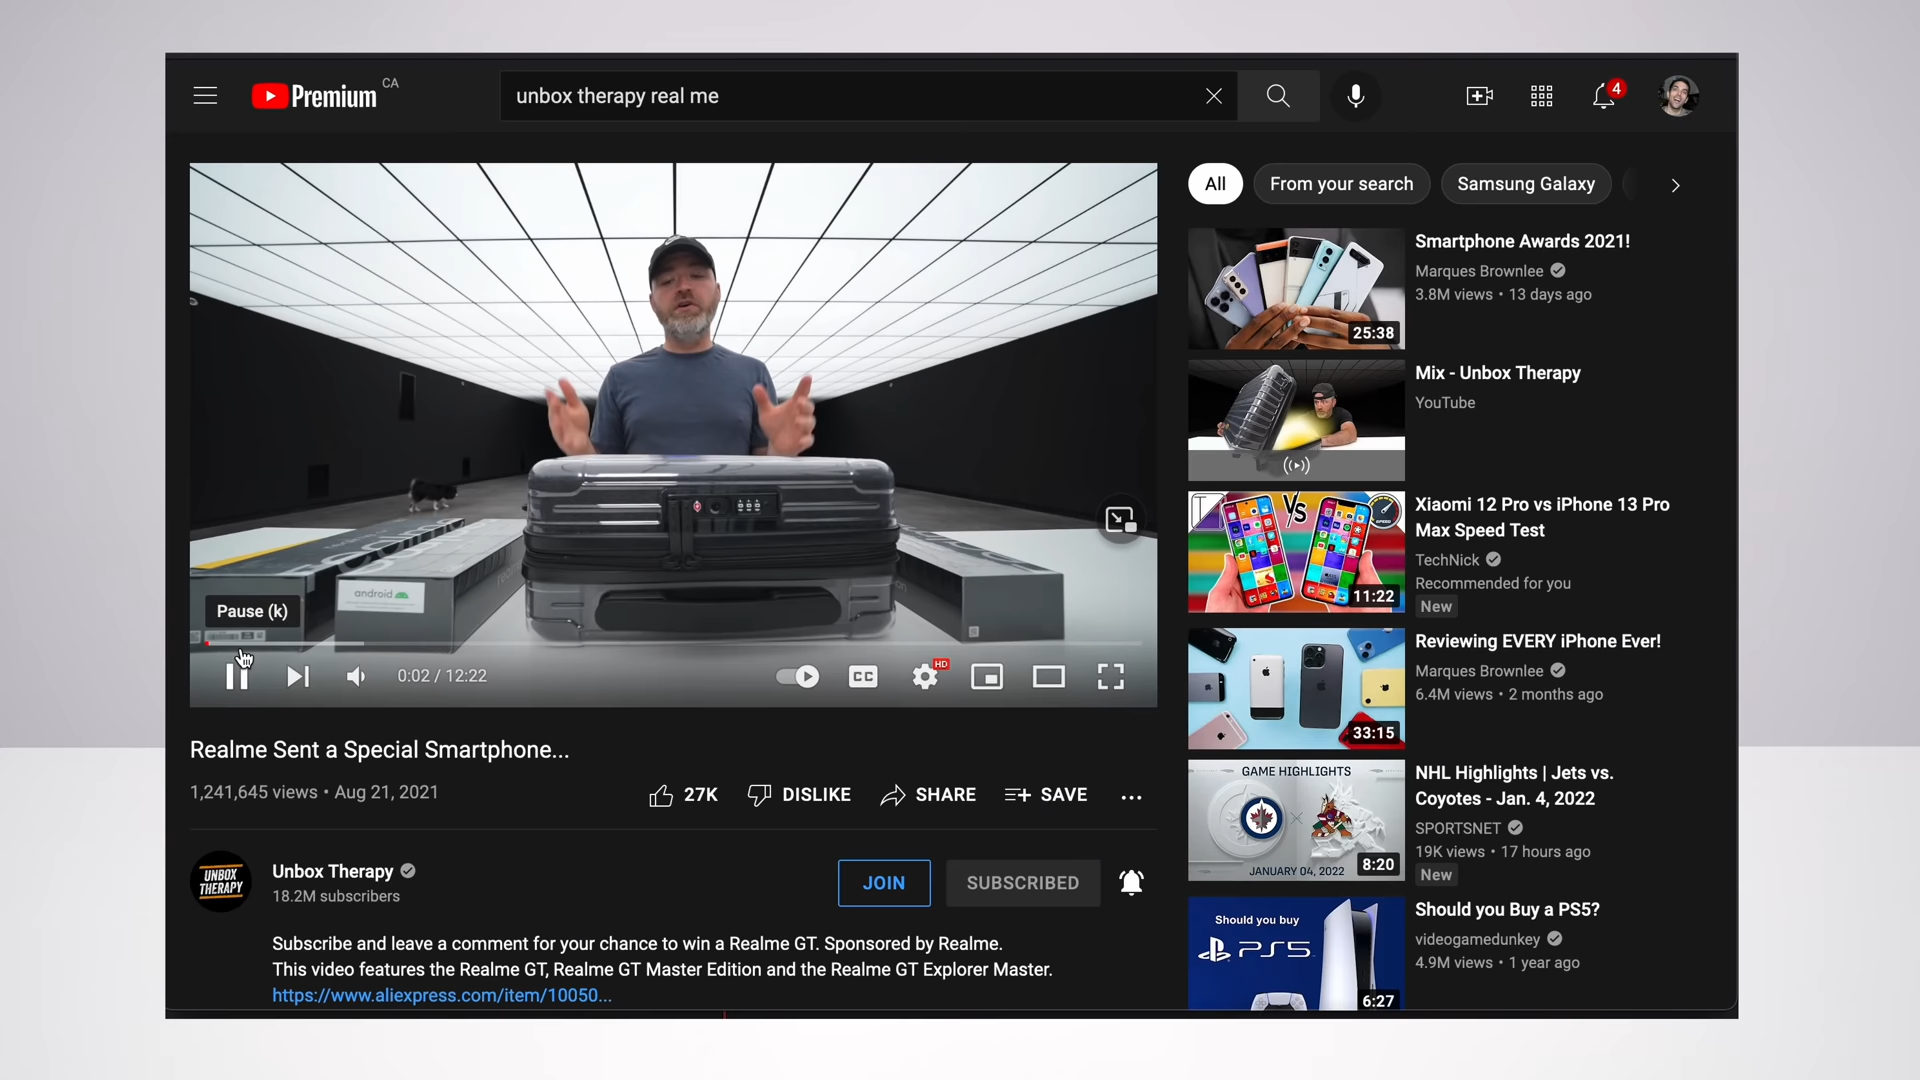 Premium CA
unbox therapy real me
4
All
From your search
Samsung Galaxy
android
Pause (k)
0:02 / 12:22
CC
HD
Realme Sent a Special Smartphone...
1,241,645 views • Aug 21, 2021
27K
DISLIKE
SHARE
SAVE
UNBOX
THERAPY
Unbox Therapy
18.2M subscribers
JOIN
SUBSCRIBED
Subscribe and leave a comment for your chance to win a Realme GT. Sponsored by Realme.
This video features the Realme GT, Realme GT Master Edition and the Realme GT Explorer Master.
https://www.aliexpress.com/item/10050...
25:38
Smartphone Awards 2021!
Marques Brownlee
3.8M views • 13 days ago
Mix - Unbox Therapy
YouTube
VS
11:22
Xiaomi 12 Pro vs iPhone 13 Pro
Max Speed Test
TechNick
Recommended for you
New
33:15
Reviewing EVERY iPhone Ever!
Marques Brownlee
6.4M views • 2 months ago
GAME HIGHLIGHTS
JANUARY 04, 2022
8:20
NHL Highlights | Jets vs.
Coyotes - Jan. 4, 2022
SPORTSNET
19K views • 17 hours ago
New
Should you buy
PS5
6:27
Should you Buy a PS5?
videogamedunkey
4.9M views • 1 year ago